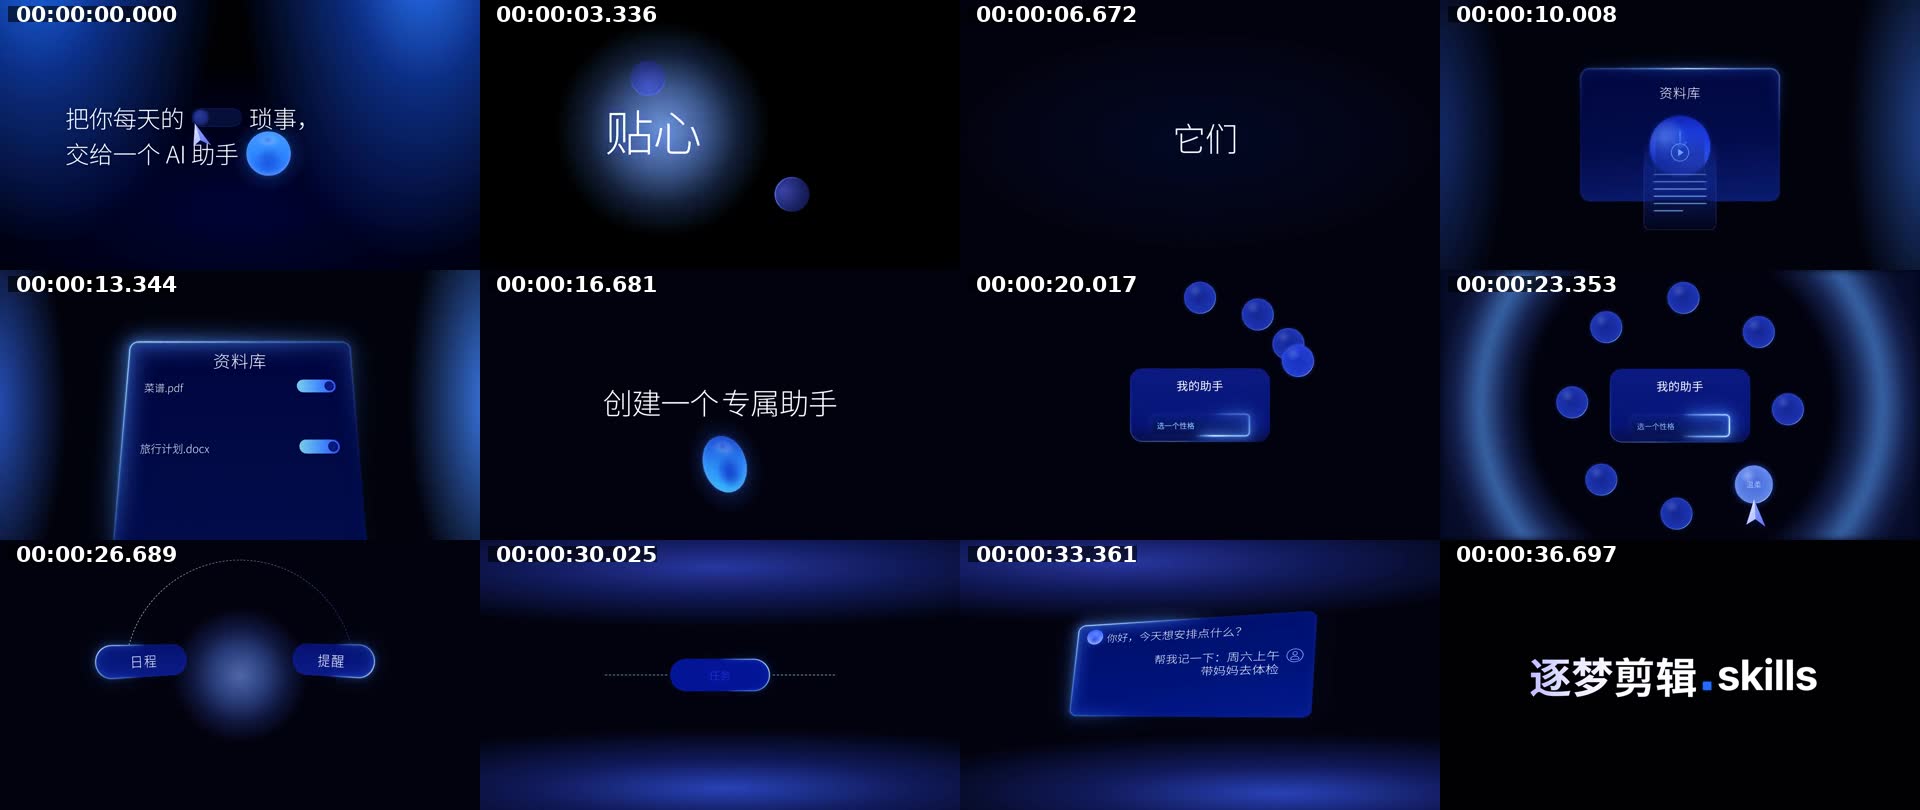 00:00:00.000
把你每天的 琐事，
交给一个 AI 助手
00:00:03.336
贴心
00:00:06.672
它们
00:00:10.008
资料库
00:00:13.344
资料库
菜谱.pdf
旅行计划.docx
00:00:16.681
创建一个专属助手
00:00:20.017
我的助手
选一个性格
00:00:23.353
我的助手
选一个性格
温柔
00:00:26.689
日程
提醒
00:00:30.025
任务
00:00:33.361
你好，今天想安排点什么？
帮我记一下：周六上午
带妈妈去体检
00:00:36.697
逐梦剪辑.skills